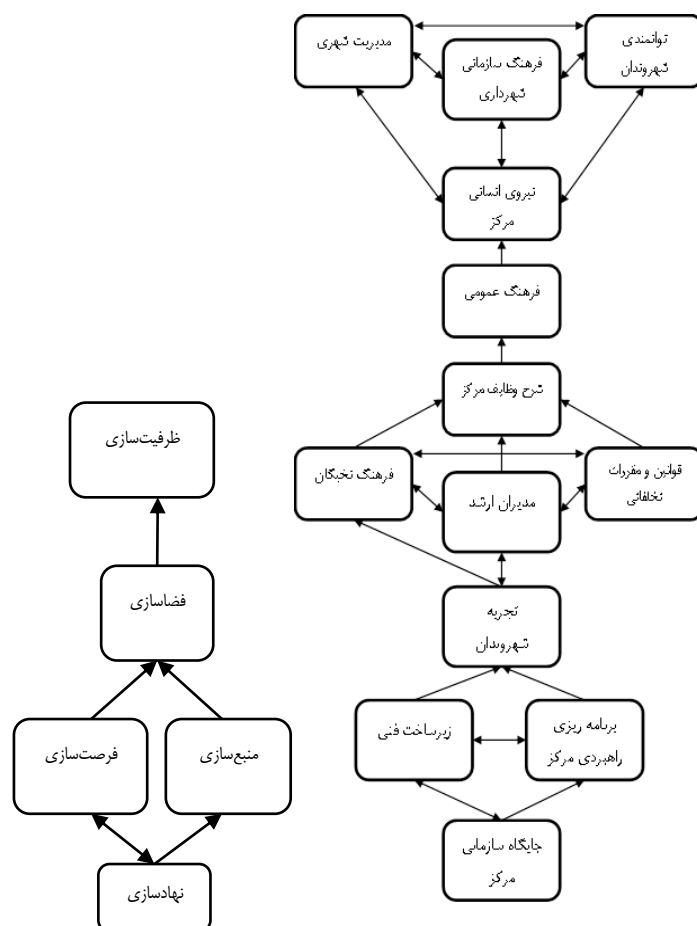 توانمندی
شهروندان
فرهنگ سازمانی
شهرداری
مدیریت شهری
نیروی انسانی
مرکز
فرهنگ عمومی
شرح وظایف مرکز
قوانین و مقررات
تخلفاتی
مدیران ارشد
فرهنگ نخبگان
تجربه
شهروندان
برنامه ریزی
راهبردی مرکز
زیرساخت فنی
جایگاه سازمانی
مرکز
ظرفیت‌سازی
فضاسازی
منبع‌سازی
فرصت‌سازی
نهادسازی